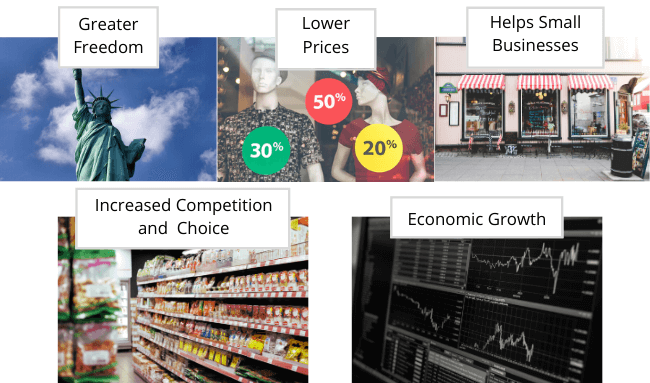 Greater
Freedom
Lower
Prices
Helps Small
Businesses
50%
30%
20%
Increased Competition
and Choice
Economic Growth